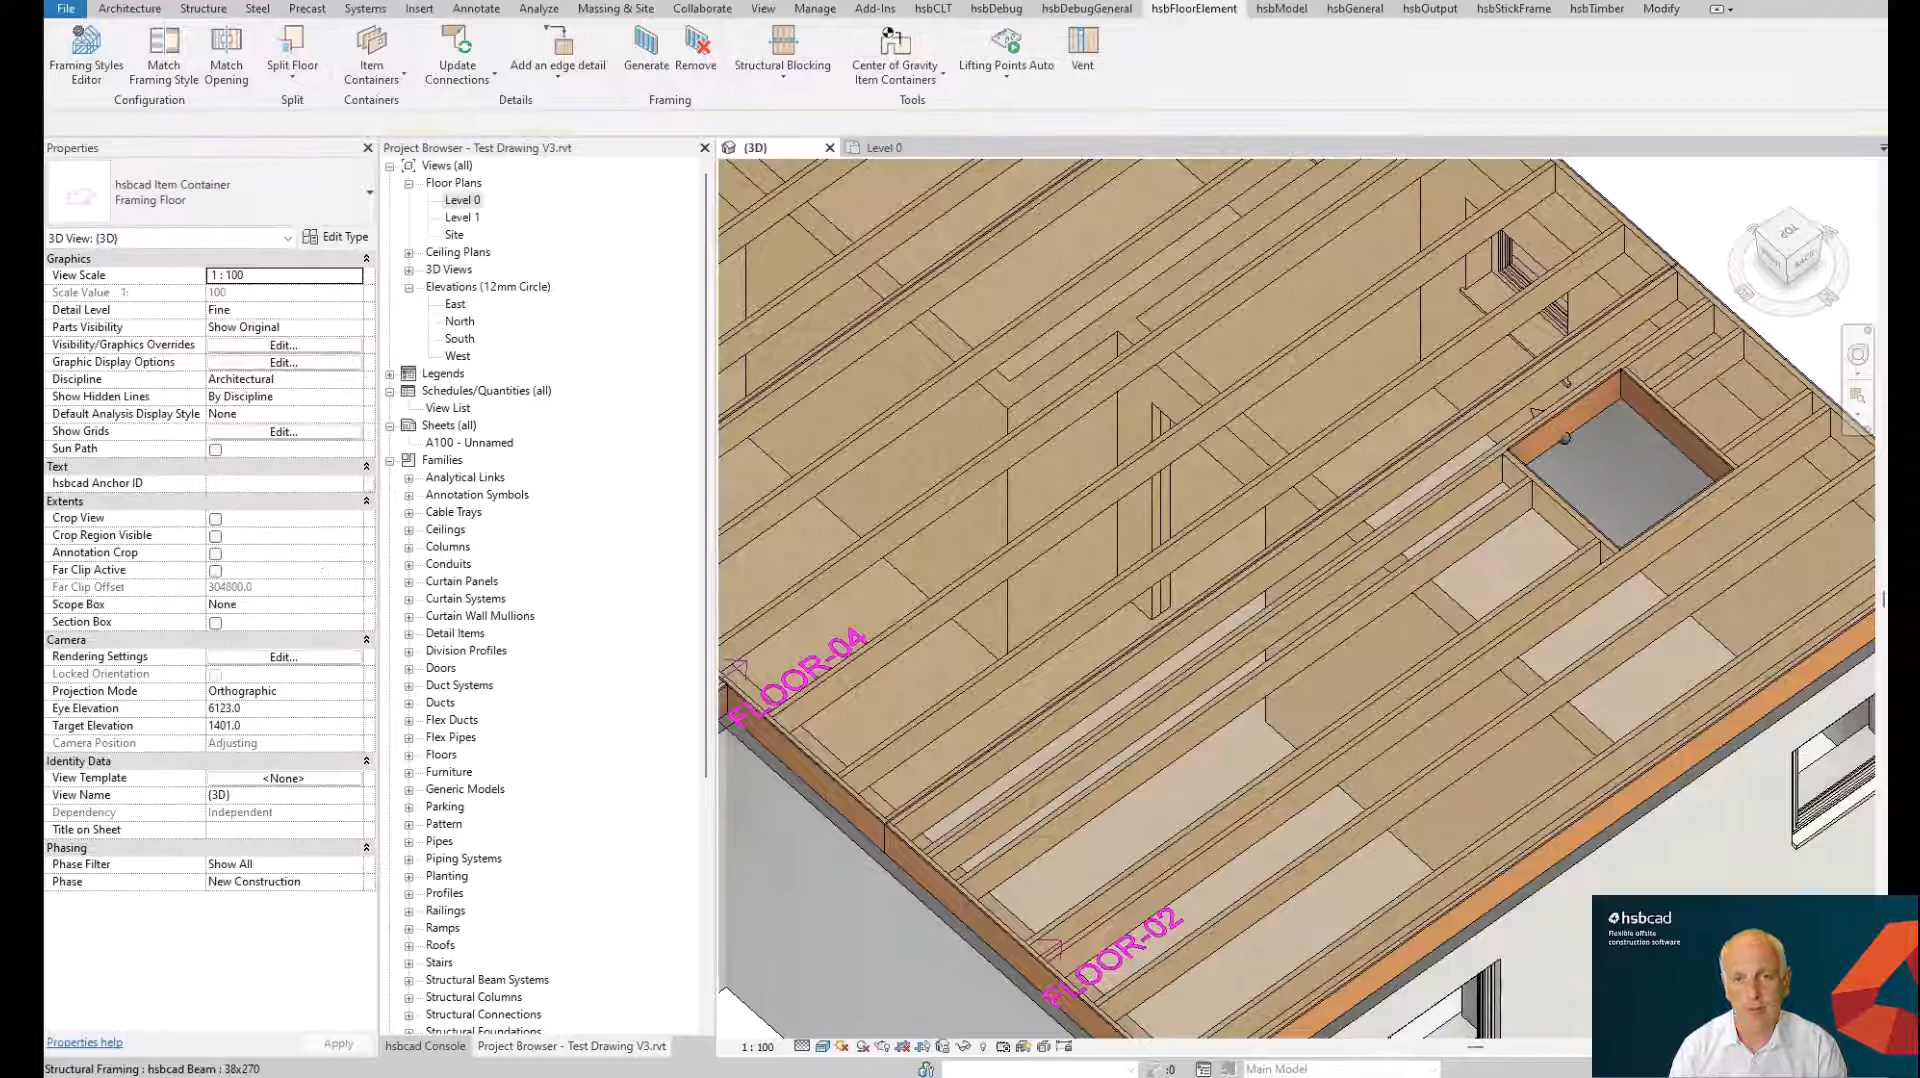 File Architecture Structure Steel Precast Systems Insert Annotate Analyze Massing & Site Collaborate View Manage Add-Ins hsbCLT hsbDebug hsbDebugGeneral hsbFloorElement hsbModel hsbGeneral hsbOutput hsbStickFrame hsbTimber Modify
Framing Styles Editor
Match Framing Style
Match Opening
Split Floor
Item Containers
Update Connections
Add an edge detail
Generate
Remove
Structural Blocking
Center of Gravity Item Containers
Lifting Points Auto
Vent
Configuration Split Containers Details Framing Tools
Properties
hsbcad Item Container
Framing Floor
3D View: {3D}
Edit Type
Graphics
View Scale 1 : 100
Scale Value 1: 100
Detail Level Fine
Parts Visibility Show Original
Visibility/Graphics Overrides Edit...
Graphic Display Options Edit...
Discipline Architectural
Show Hidden Lines By Discipline
Default Analysis Display Style None
Show Grids Edit...
Sun Path
Text
hsbcad Anchor ID
Extents
Crop View
Crop Region Visible
Annotation Crop
Far Clip Active
Far Clip Offset 304800.0
Scope Box None
Section Box
Camera
Rendering Settings Edit...
Locked Orientation
Projection Mode Orthographic
Eye Elevation 6123.0
Target Elevation 1401.0
Camera Position Adjusting
Identity Data
View Template <None>
View Name {3D}
Dependency Independent
Title on Sheet
Phasing
Phase Filter Show All
Phase New Construction
Properties help
Apply
Project Browser - Test Drawing V3.rvt
Views (all)
Floor Plans
Level 0
Level 1
Site
Ceiling Plans
3D Views
Elevations (12mm Circle)
East
North
South
West
Legends
Schedules/Quantities (all)
View List
Sheets (all)
A100 - Unnamed
Families
Analytical Links
Annotation Symbols
Cable Trays
Ceilings
Columns
Conduits
Curtain Panels
Curtain Systems
Curtain Wall Mullions
Detail Items
Division Profiles
Doors
Duct Systems
Ducts
Flex Ducts
Flex Pipes
Floors
Furniture
Generic Models
Parking
Pattern
Pipes
Piping Systems
Planting
Profiles
Railings
Ramps
Roofs
Stairs
Structural Beam Systems
Structural Columns
Structural Connections
Structural Foundations
hsbcad Console Project Browser - Test Drawing V3.rvt
{3D} Level 0
TOP
BACK
FLOOR-04
FLOOR-02
hsbcad
Flexible offsite
construction software
1 : 100
Structural Framing : hsbcad Beam : 38x270
:0
Main Model